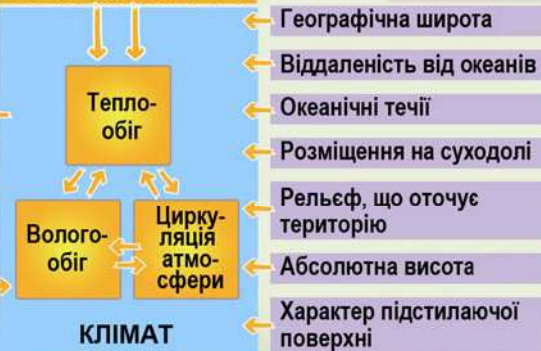 Тепло-
обіг
Волого-
обіг
Цирку-
ляція
атмо-
сфери
КЛІМАТ
Географічна широта
Віддаленість від океанів
Океанічні течії
Розміщення на суходолі
Рельєф, що оточує
територію
Абсолютна висота
Характер підстилаючої
поверхні